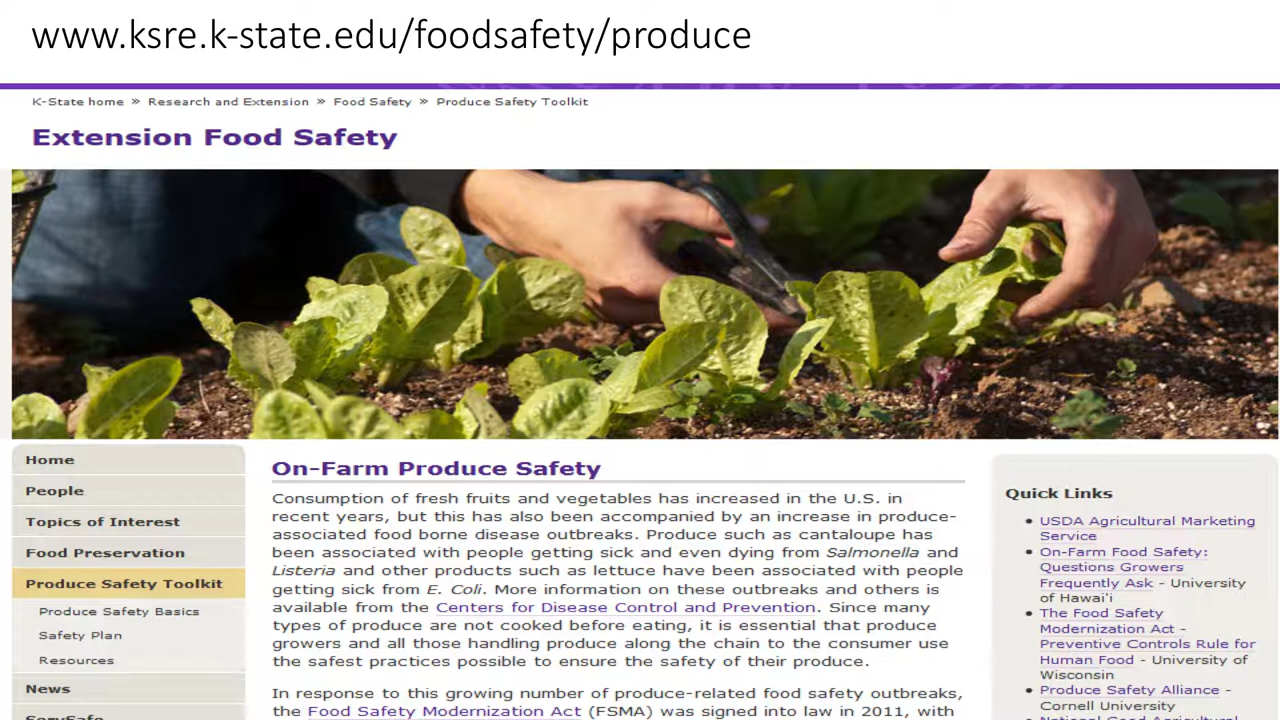 www.ksre.k-state.edu/foodsafety/produce
K-State home » Research and Extension » Food Safety » Produce Safety Toolkit
Extension Food Safety
Home
People
Topics of Interest
Food Preservation
Produce Safety Toolkit
Produce Safety Basics
Safety Plan
Resources
News
ServSafe
On-Farm Produce Safety
Consumption of fresh fruits and vegetables has increased in the U.S. in
recent years, but this has also been accompanied by an increase in produce-
associated food borne disease outbreaks. Produce such as cantaloupe has
been associated with people getting sick and even dying from Salmonella and
Listeria and other products such as lettuce have been associated with people
getting sick from E. Coli. More information on these outbreaks and others is
available from the Centers for Disease Control and Prevention. Since many
types of produce are not cooked before eating, it is essential that produce
growers and all those handling produce along the chain to the consumer use
the safest practices possible to ensure the safety of their produce.
In response to this growing number of produce-related food safety outbreaks,
the Food Safety Modernization Act (FSMA) was signed into law in 2011, with
Quick Links
• USDA Agricultural Marketing
Service
• On-Farm Food Safety:
Questions Growers
Frequently Ask - University
of Hawai'i
• The Food Safety
Modernization Act -
Preventive Controls Rule for
Human Food - University of
Wisconsin
• Produce Safety Alliance -
Cornell University
• National Good Agricultural